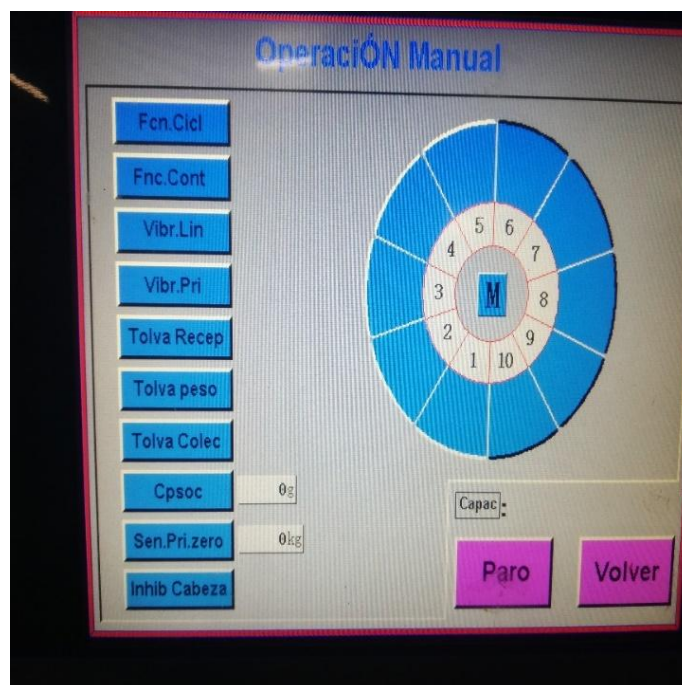 OperaciÓN Manual
Fcn.Cicl
Fnc.Cont
Vibr.Lin
Vibr.Pri
Tolva Recep
Tolva peso
Tolva Colec
Cpsoc
0g
Sen.Pri.zero
0kg
Inhib Cabeza
5
6
4
7
3
M
8
2
9
1
10
Capac:
Paro
Volver